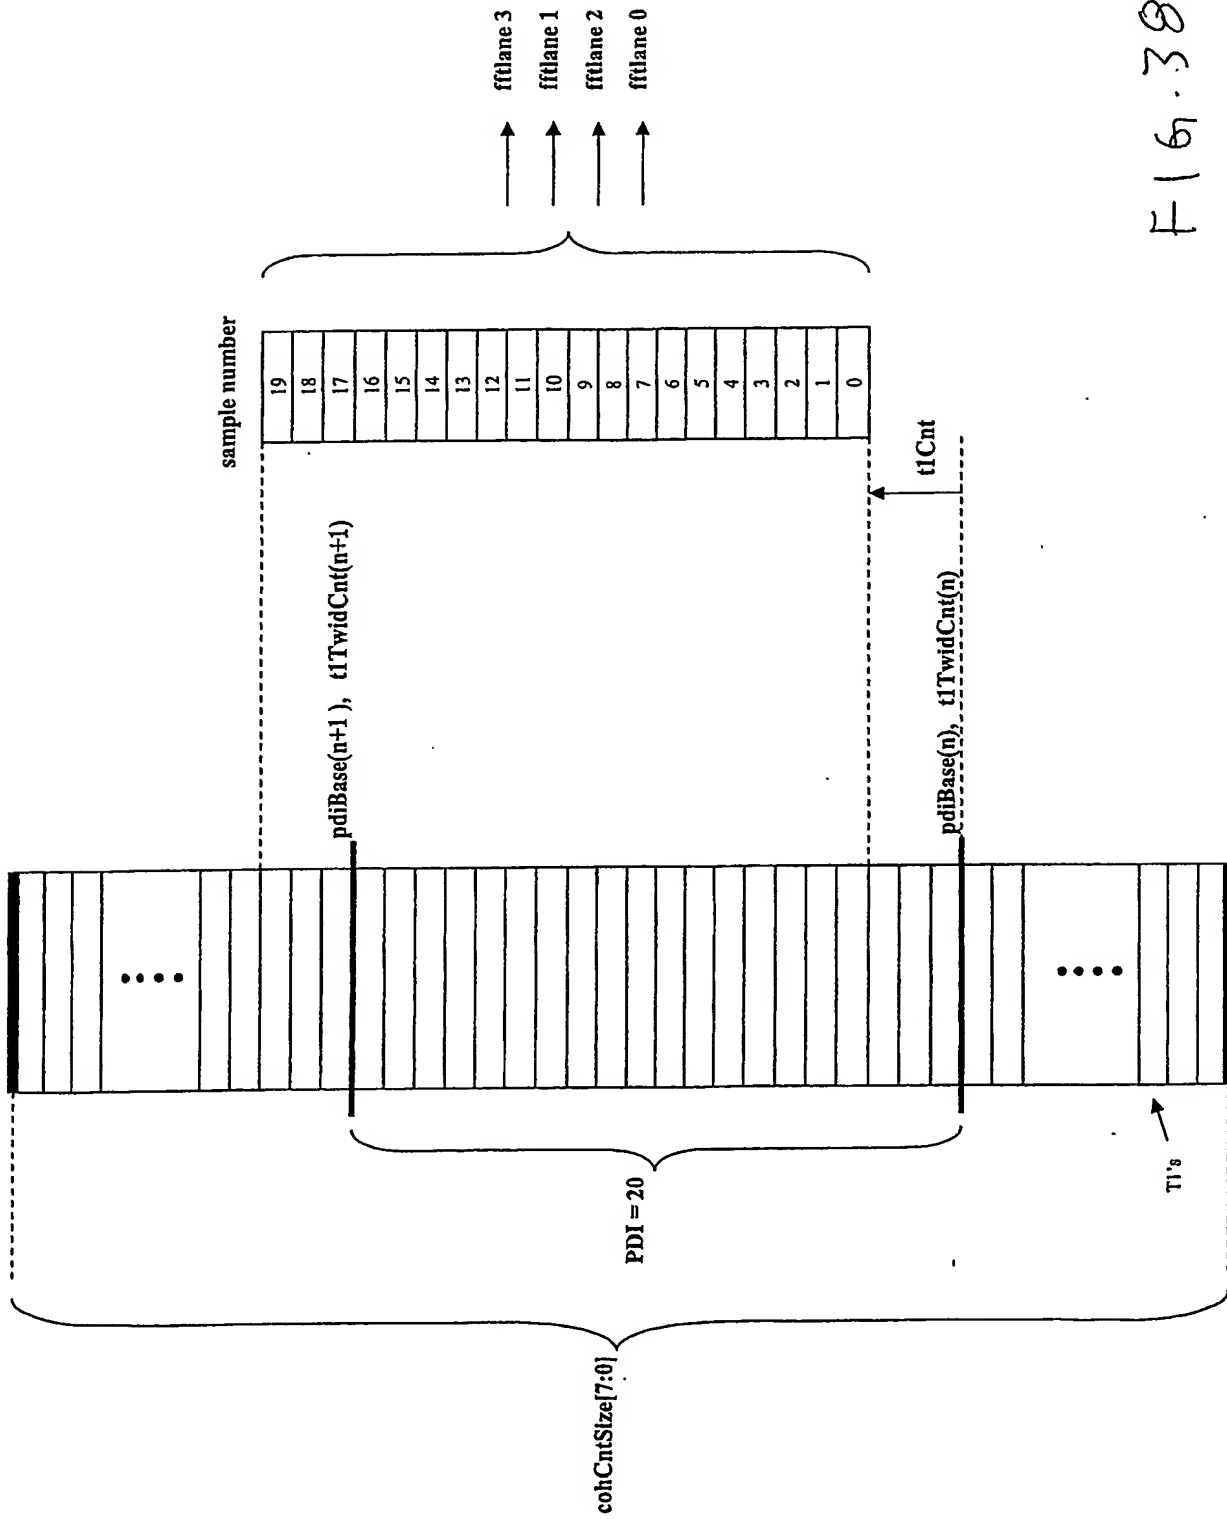 fftlane 3
fftlane 1
fftlane 2
fftlane 0
sample number
19
18
17
16
15
14
13
12
11
10
9
8
7
6
5
4
3
2
1
0
t1Cnt
pdiBase(n+1), t1TwidCnt(n+1)
pdiBase(n), t1TwidCnt(n)
PDI = 20
T1's
cohCntSize[7:0]
FIG. 38